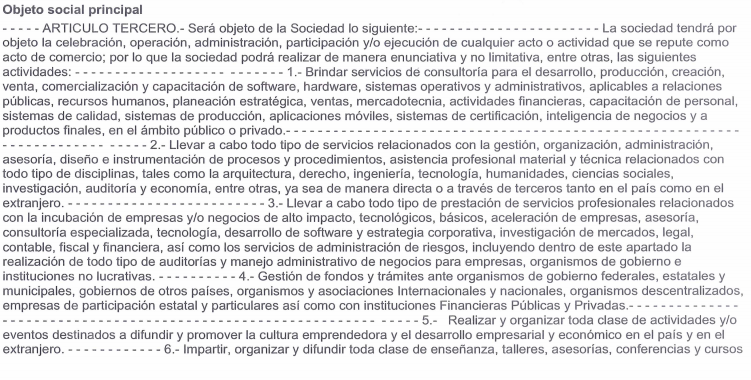 Objeto social principal
- - - - - ARTICULO TERCERO.- Será objeto de la Sociedad lo siguiente:- - - - - - - - - - - - - - - - - - - - - - - - La sociedad tendrá por
objeto la celebración, operación, administración, participación y/o ejecución de cualquier acto o actividad que se repute como
acto de comercio; por lo que la sociedad podrá realizar de manera enunciativa y no limitativa, entre otras, las siguientes
actividades: - - - - - - - - - - - - - - - - - - - - - - - - - - - 1.- Brindar servicios de consultoría para el desarrollo, producción, creación,
venta, comercialización y capacitación de software, hardware, sistemas operativos y administrativos, aplicables a relaciones
públicas, recursos humanos, planeación estratégica, ventas, mercadotecnia, actividades financieras, capacitación de personal,
sistemas de calidad, sistemas de producción, aplicaciones móviles, sistemas de certificación, inteligencia de negocios y a
productos finales, en el ámbito público o privado.- - - - - - - - - - - - - - - - - - - - - - - - - - - - - - - - - - - - - - - - - - - - - - - - - - - - - - - - - -
- - - - - - - - - - - - - - - - - - - 2.- Llevar a cabo todo tipo de servicios relacionados con la gestión, organización, administración,
asesoría, diseño e instrumentación de procesos y procedimientos, asistencia profesional material y técnica relacionados con
todo tipo de disciplinas, tales como la arquitectura, derecho, ingeniería, tecnología, humanidades, ciencias sociales,
investigación, auditoría y economía, entre otras, ya sea de manera directa o a través de terceros tanto en el país como en el
extranjero. - - - - - - - - - - - - - - - - - - - - - - - - - 3.- Llevar a cabo todo tipo de prestación de servicios profesionales relacionados
con la incubación de empresas y/o negocios de alto impacto, tecnológicos, básicos, aceleración de empresas, asesoría,
consultoría especializada, tecnología, desarrollo de software y estrategia corporativa, investigación de mercados, legal,
contable, fiscal y financiera, así como los servicios de administración de riesgos, incluyendo dentro de este apartado la
realización de todo tipo de auditorías y manejo administrativo de negocios para empresas, organismos de gobierno e
instituciones no lucrativas. - - - - - - - - - - 4.- Gestión de fondos y trámites ante organismos de gobierno federales, estatales y
municipales, gobiernos de otros países, organismos y asociaciones Internacionales y nacionales, organismos descentralizados,
empresas de participación estatal y particulares así como con instituciones Financieras Públicas y Privadas.- - - - - - - - - - - - - -
- - - - - - - - - - - - - - - - - - - - - - - - - - - - - - - - - - - - - - - - - - - - - - - - - - - - - 5.- Realizar y organizar toda clase de actividades y/o
eventos destinados a difundir y promover la cultura emprendedora y el desarrollo empresarial y económico en el país y en el
extranjero. - - - - - - - - - - - - 6.- Impartir, organizar y difundir toda clase de enseñanza, talleres, asesorías, conferencias y cursos